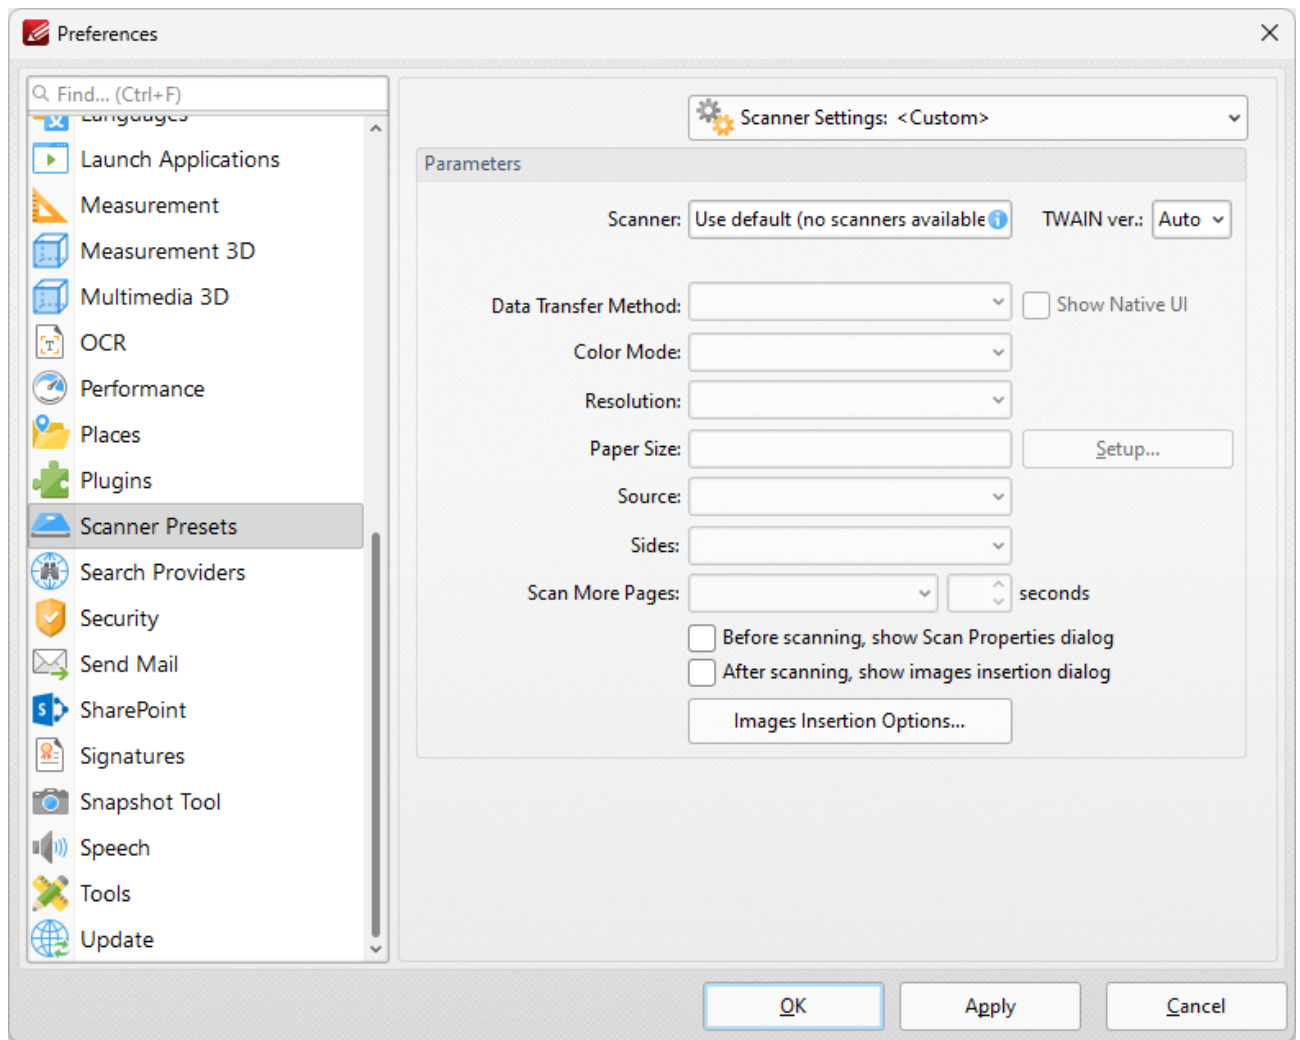 Preferences
Find... (Ctrl+F)
Languages
Launch Applications
Measurement
Measurement 3D
Multimedia 3D
OCR
Performance
Places
Plugins
Scanner Presets
Search Providers
Security
Send Mail
SharePoint
Signatures
Snapshot Tool
Speech
Tools
Update
Scanner Settings: <Custom>
Parameters
Scanner: Use default (no scanners available TWAIN ver.: Auto
Data Transfer Method: Show Native UI
Color Mode:
Resolution:
Paper Size: Setup...
Source:
Sides:
Scan More Pages: seconds
Before scanning, show Scan Properties dialog
After scanning, show images insertion dialog
Images Insertion Options...
OK Apply Cancel